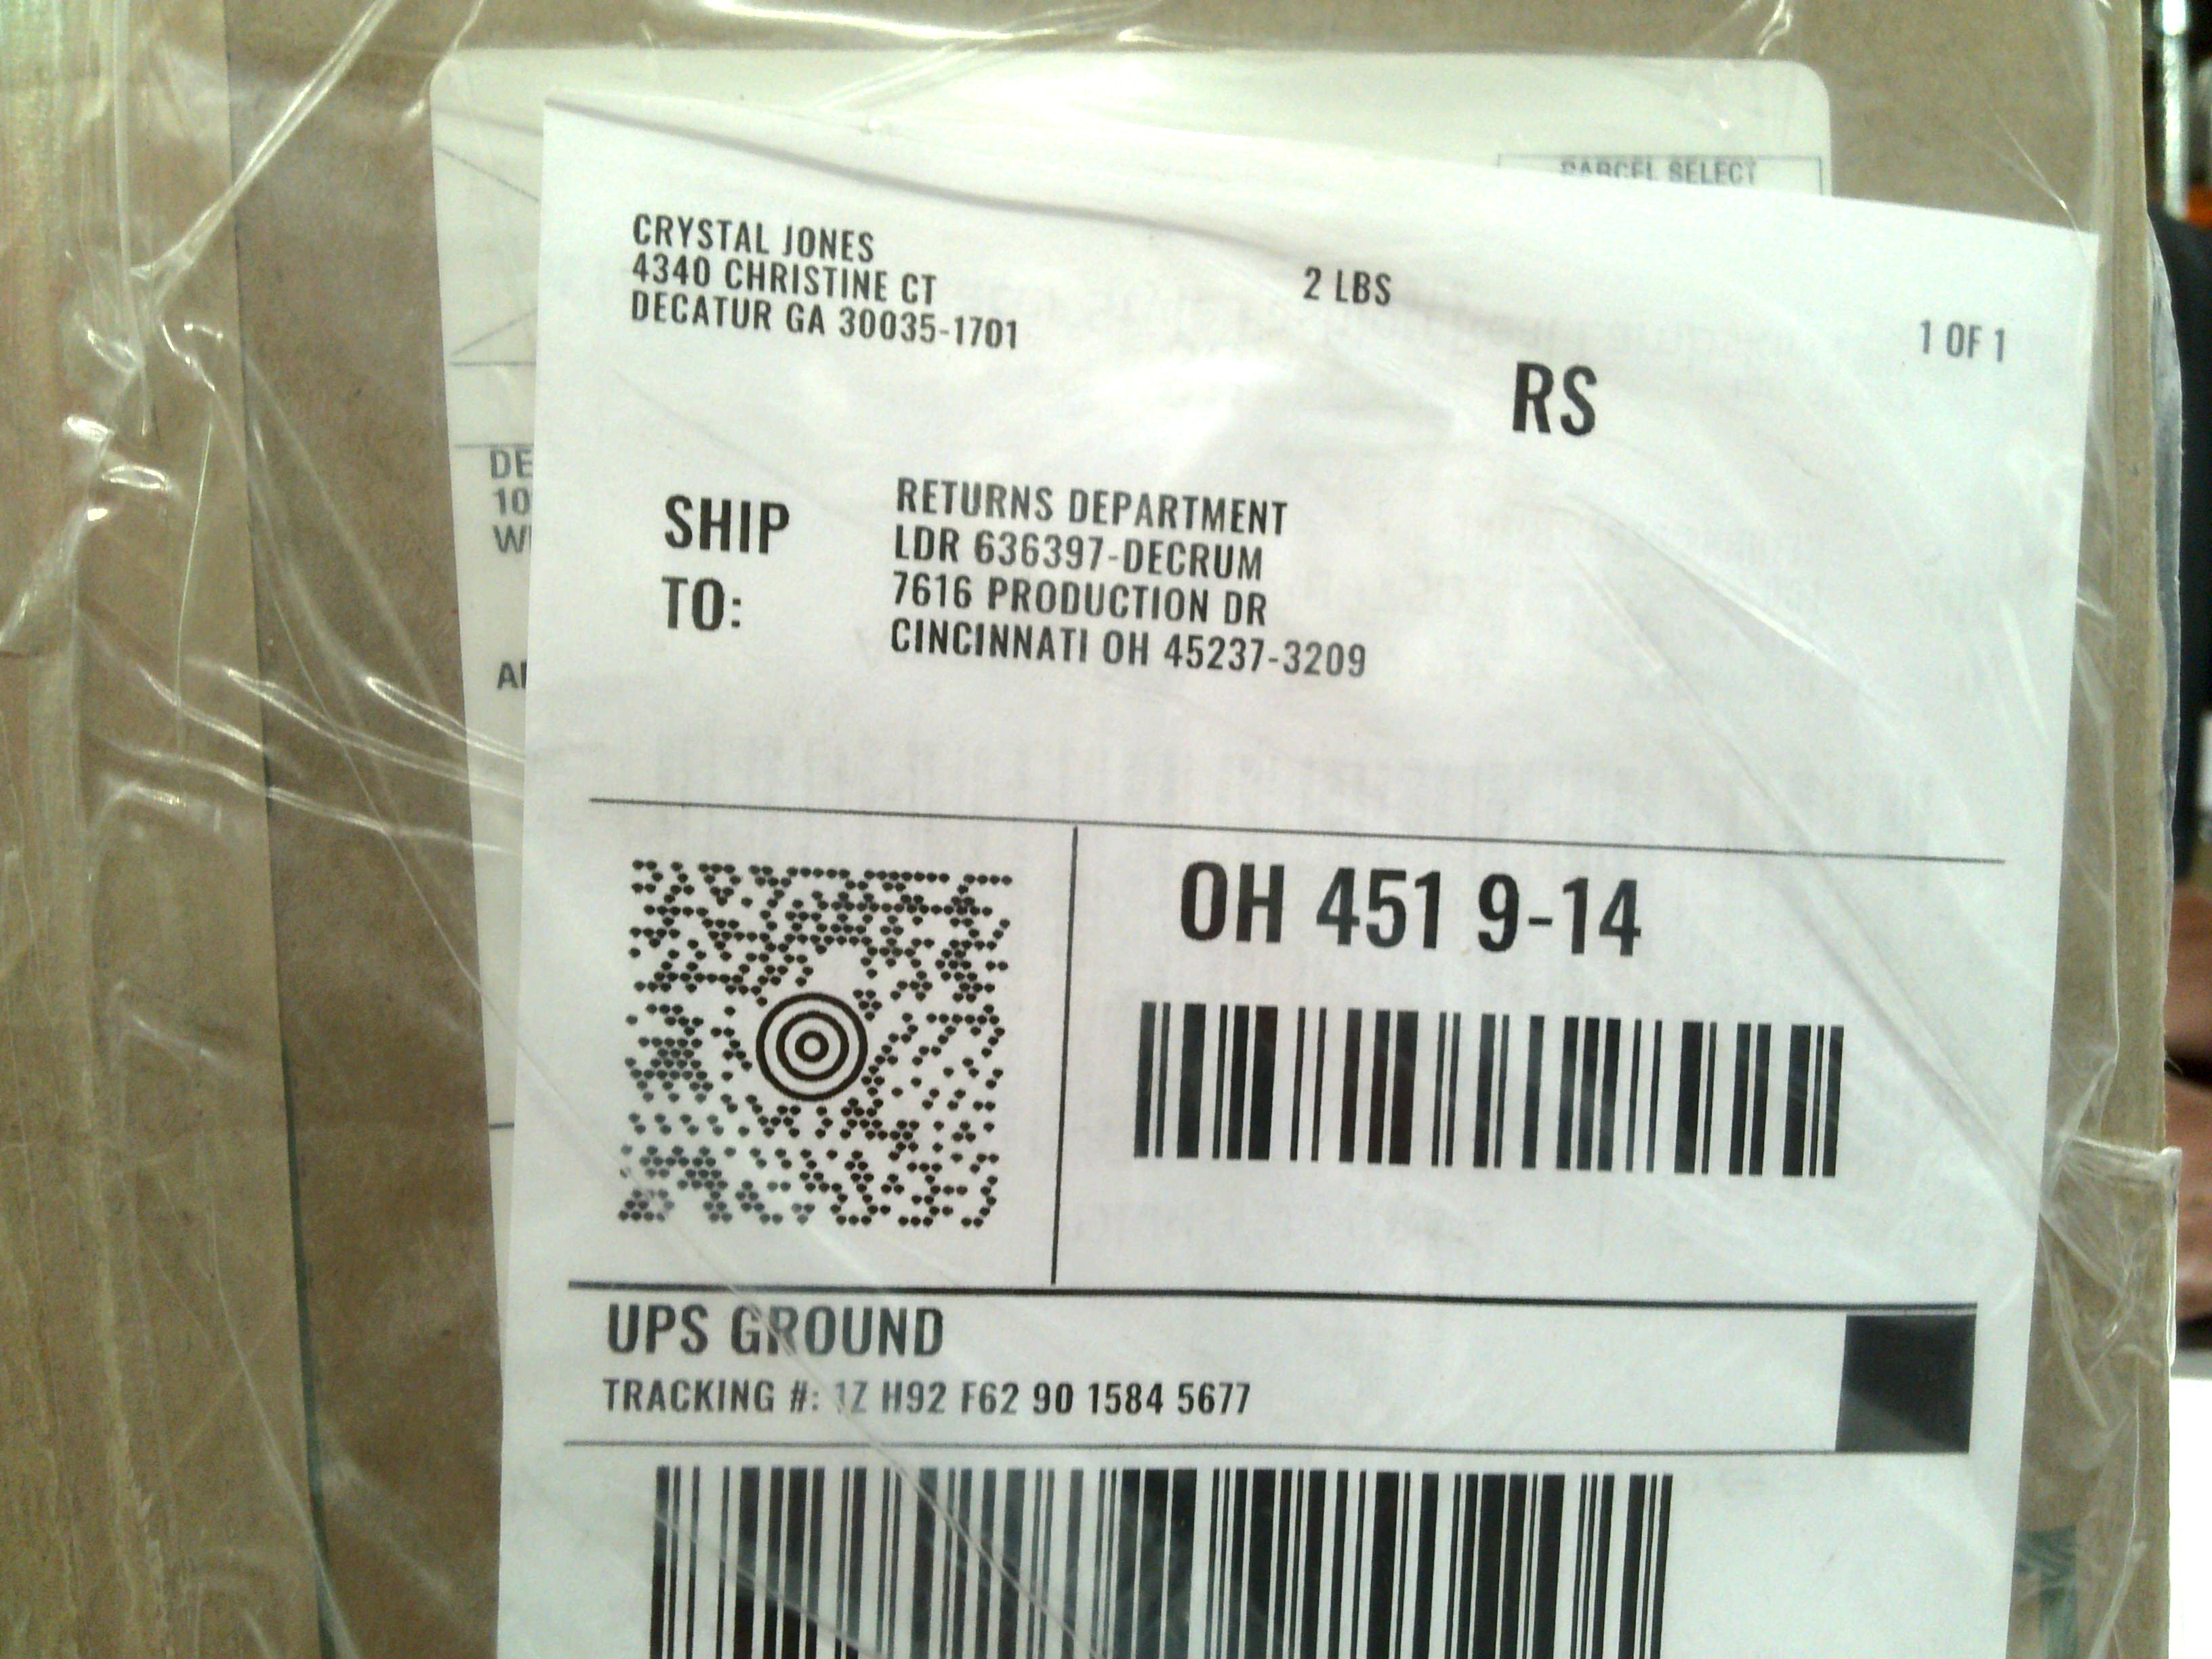 PARCEL SELECT
CRYSTAL JONES
4340 CHRISTINE CT
DECATUR GA 30035-1701
2 LBS
1 OF 1
RS
SHIP
TO:
RETURNS DEPARTMENT
LDR 636397-DECRUM
7616 PRODUCTION DR
CINCINNATI OH 45237-3209
DE
10
OH 451 9-14
UPS GROUND
TRACKING #: 1Z H92 F62 90 1584 5677